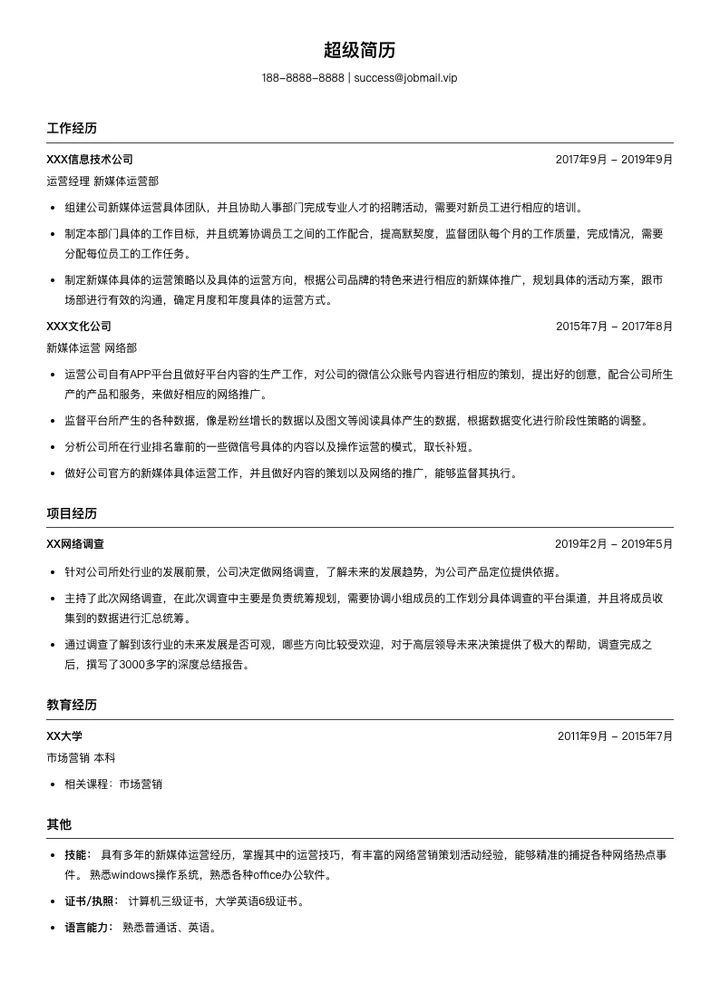 超级简历
188-8888-8888 | success@jobmail.vip
工作经历
XXX信息技术公司 2017年9月 – 2019年9月
运营经理 新媒体运营部
• 组建公司新媒体运营具体团队，并且协助人事部门完成专业人才的招聘活动，需要对新员工进行相应的培训。
• 制定本部门具体的工作目标，并且统筹协调员工之间的工作配合，提高默契度，监督团队每个月的工作质量，完成情况，需要
分配每位员工的工作任务。
• 制定新媒体具体的运营策略以及具体的运营方向，根据公司品牌的特色来进行相应的新媒体推广，规划具体的活动方案，跟市
场部进行有效的沟通，确定月度和年度具体的运营方式。
XXX文化公司 2015年7月 – 2017年8月
新媒体运营 网络部
• 运营公司自有APP平台且做好平台内容的生产工作，对公司的微信公众账号内容进行相应的策划，提出好的创意，配合公司所生
产的产品和服务，来做好相应的网络推广。
• 监督平台所产生的各种数据，像是粉丝增长的数据以及图文等阅读具体产生的数据，根据数据变化进行阶段性策略的调整。
• 分析公司所在行业排名靠前的一些微信号具体的内容以及操作运营的模式，取长补短。
• 做好公司官方的新媒体具体运营工作，并且做好内容的策划以及网络的推广，能够监督其执行。
项目经历
XX网络调查 2019年2月 – 2019年5月
• 针对公司所处行业的发展前景，公司决定做网络调查，了解未来的发展趋势，为公司产品定位提供依据。
• 主持了此次网络调查，在此次调查中主要是负责统筹规划，需要协调小组成员的工作划分具体调查的平台渠道，并且将成员收
集到的数据进行汇总统筹。
• 通过调查了解到该行业的未来发展是否可观，哪些方向比较受欢迎，对于高层领导未来决策提供了极大的帮助，调查完成之
后，撰写了3000多字的深度总结报告。
教育经历
XX大学 2011年9月 – 2015年7月
市场营销 本科
• 相关课程：市场营销
其他
• 技能： 具有多年的新媒体运营经历，掌握其中的运营技巧，有丰富的网络营销策划活动经验，能够精准的捕捉各种网络热点事
件。 熟悉windows操作系统，熟悉各种office办公软件。
• 证书/执照： 计算机三级证书，大学英语6级证书。
• 语言能力： 熟悉普通话、英语。